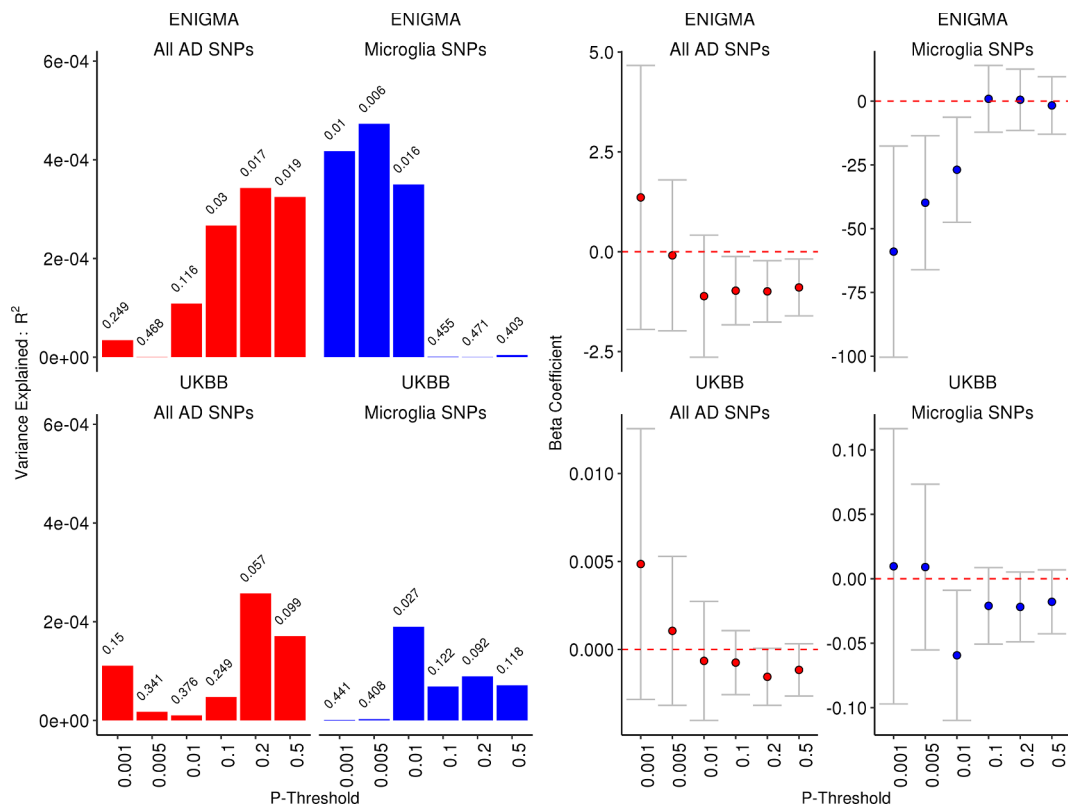 ENIGMA
All AD SNPs
Microglia SNPs
6e-04
4e-04
2e-04
0e+00
0.249
0.468
0.116
0.03
0.017
0.019
0.01
0.006
0.016
0.455
0.471
0.403
UKBB
All AD SNPs
Microglia SNPs
6e-04
4e-04
2e-04
0e+00
0.15
0.341
0.376
0.249
0.057
0.099
0.441
0.408
0.027
0.122
0.092
0.118
0.001
0.005
0.01
0.1
0.2
0.5
0.001
0.005
0.01
0.1
0.2
0.5
Variance Explained: R²
P-Threshold
ENIGMA
All AD SNPs
5.0
2.5
0.0
-2.5
ENIGMA
Microglia SNPs
0
-25
-50
-75
-100
UKBB
All AD SNPs
0.010
0.005
0.000
UKBB
Microglia SNPs
0.10
0.05
0.00
-0.05
-0.10
0.001
0.005
0.01
0.1
0.2
0.5
0.001
0.005
0.01
0.1
0.2
0.5
Beta Coefficient
P-Threshold